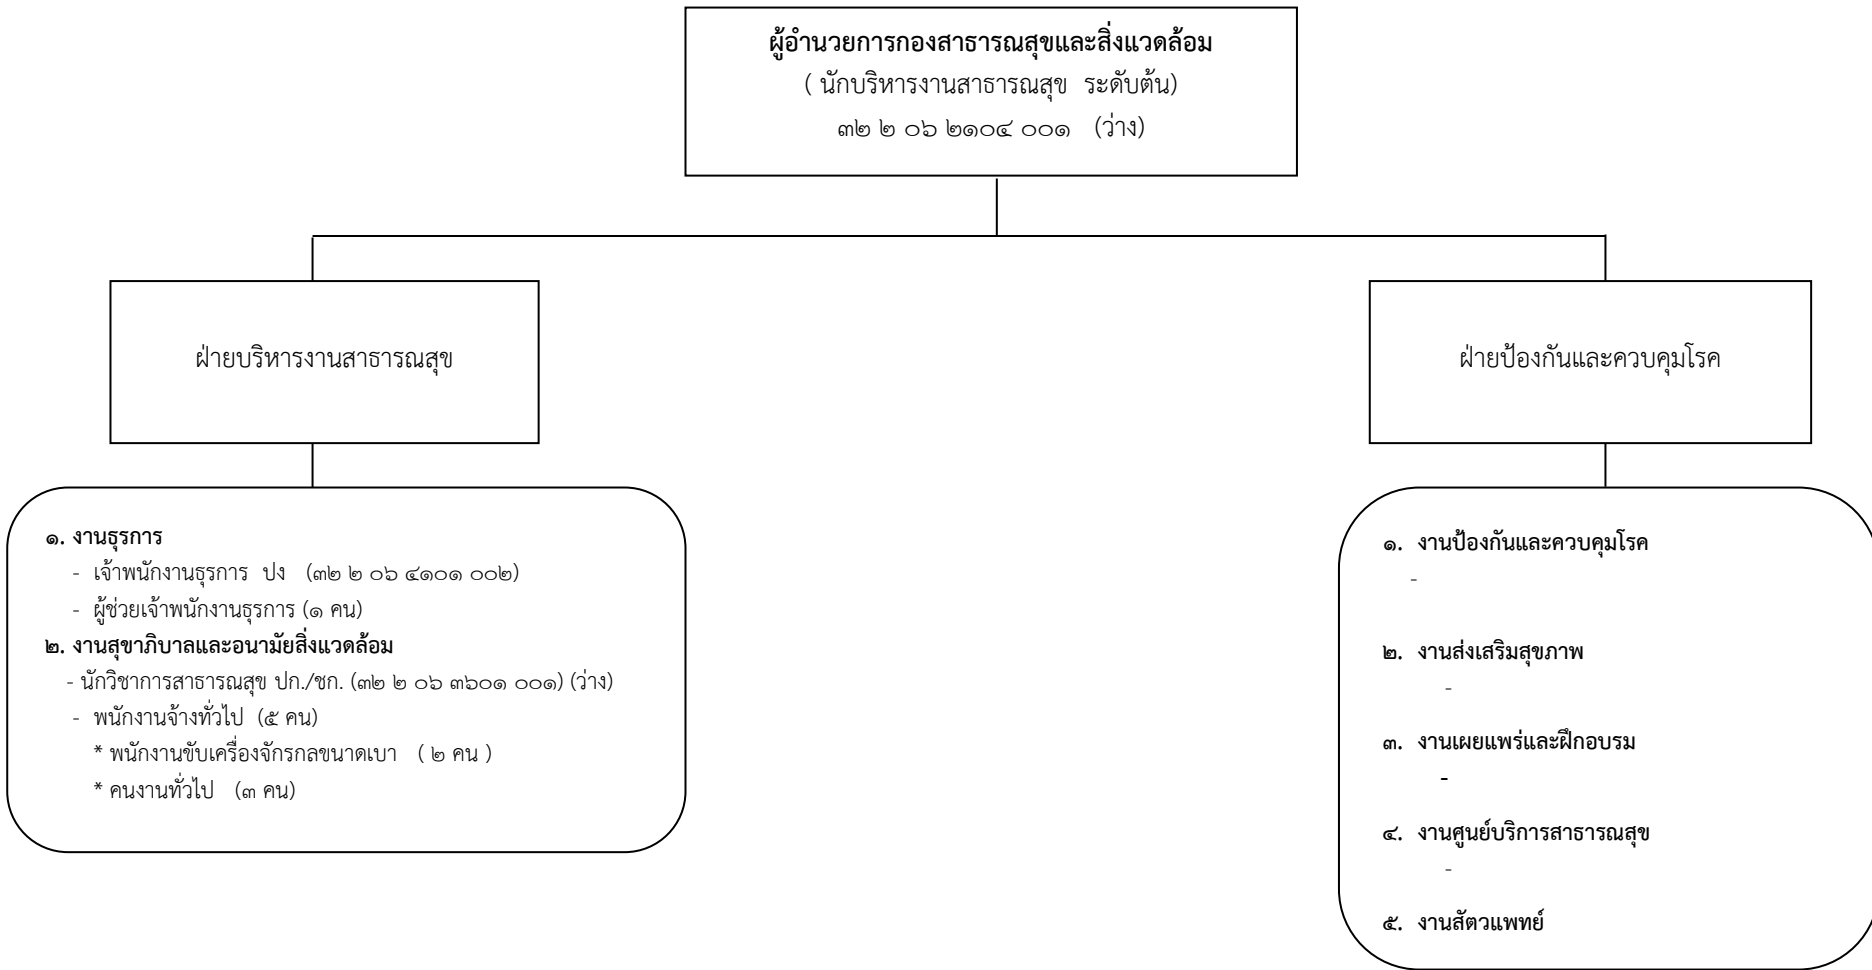 ผู้อำนวยการกองสาธารณสุขและสิ่งแวดล้อม
( นักบริหารงานสาธารณสุข ระดับต้น)
๓๒ ๒ ๐๖ ๒๑๐๔ ๐๐๑ (ว่าง)
ฝ่ายบริหารงานสาธารณสุข
๑. งานธุรการ
- เจ้าพนักงานธุรการ ปง (๓๒ ๒ ๐๖ ๔๑๐๑ ๐๐๒)
- ผู้ช่วยเจ้าพนักงานธุรการ (๑ คน)
๒. งานสุขาภิบาลและอนามัยสิ่งแวดล้อม
- นักวิชาการสาธารณสุข ปก./ชก. (๓๒ ๒ ๐๖ ๓๖๐๑ ๐๐๑) (ว่าง)
- พนักงานจ้างทั่วไป (๕ คน)
* พนักงานขับเครื่องจักรกลขนาดเบา ( ๒ คน )
* คนงานทั่วไป (๓ คน)
ฝ่ายป้องกันและควบคุมโรค
๑. งานป้องกันและควบคุมโรค
-
๒. งานส่งเสริมสุขภาพ
-
๓. งานเผยแพร่และฝึกอบรม
-
๔. งานศูนย์บริการสาธารณสุข
-
๕. งานสัตวแพทย์